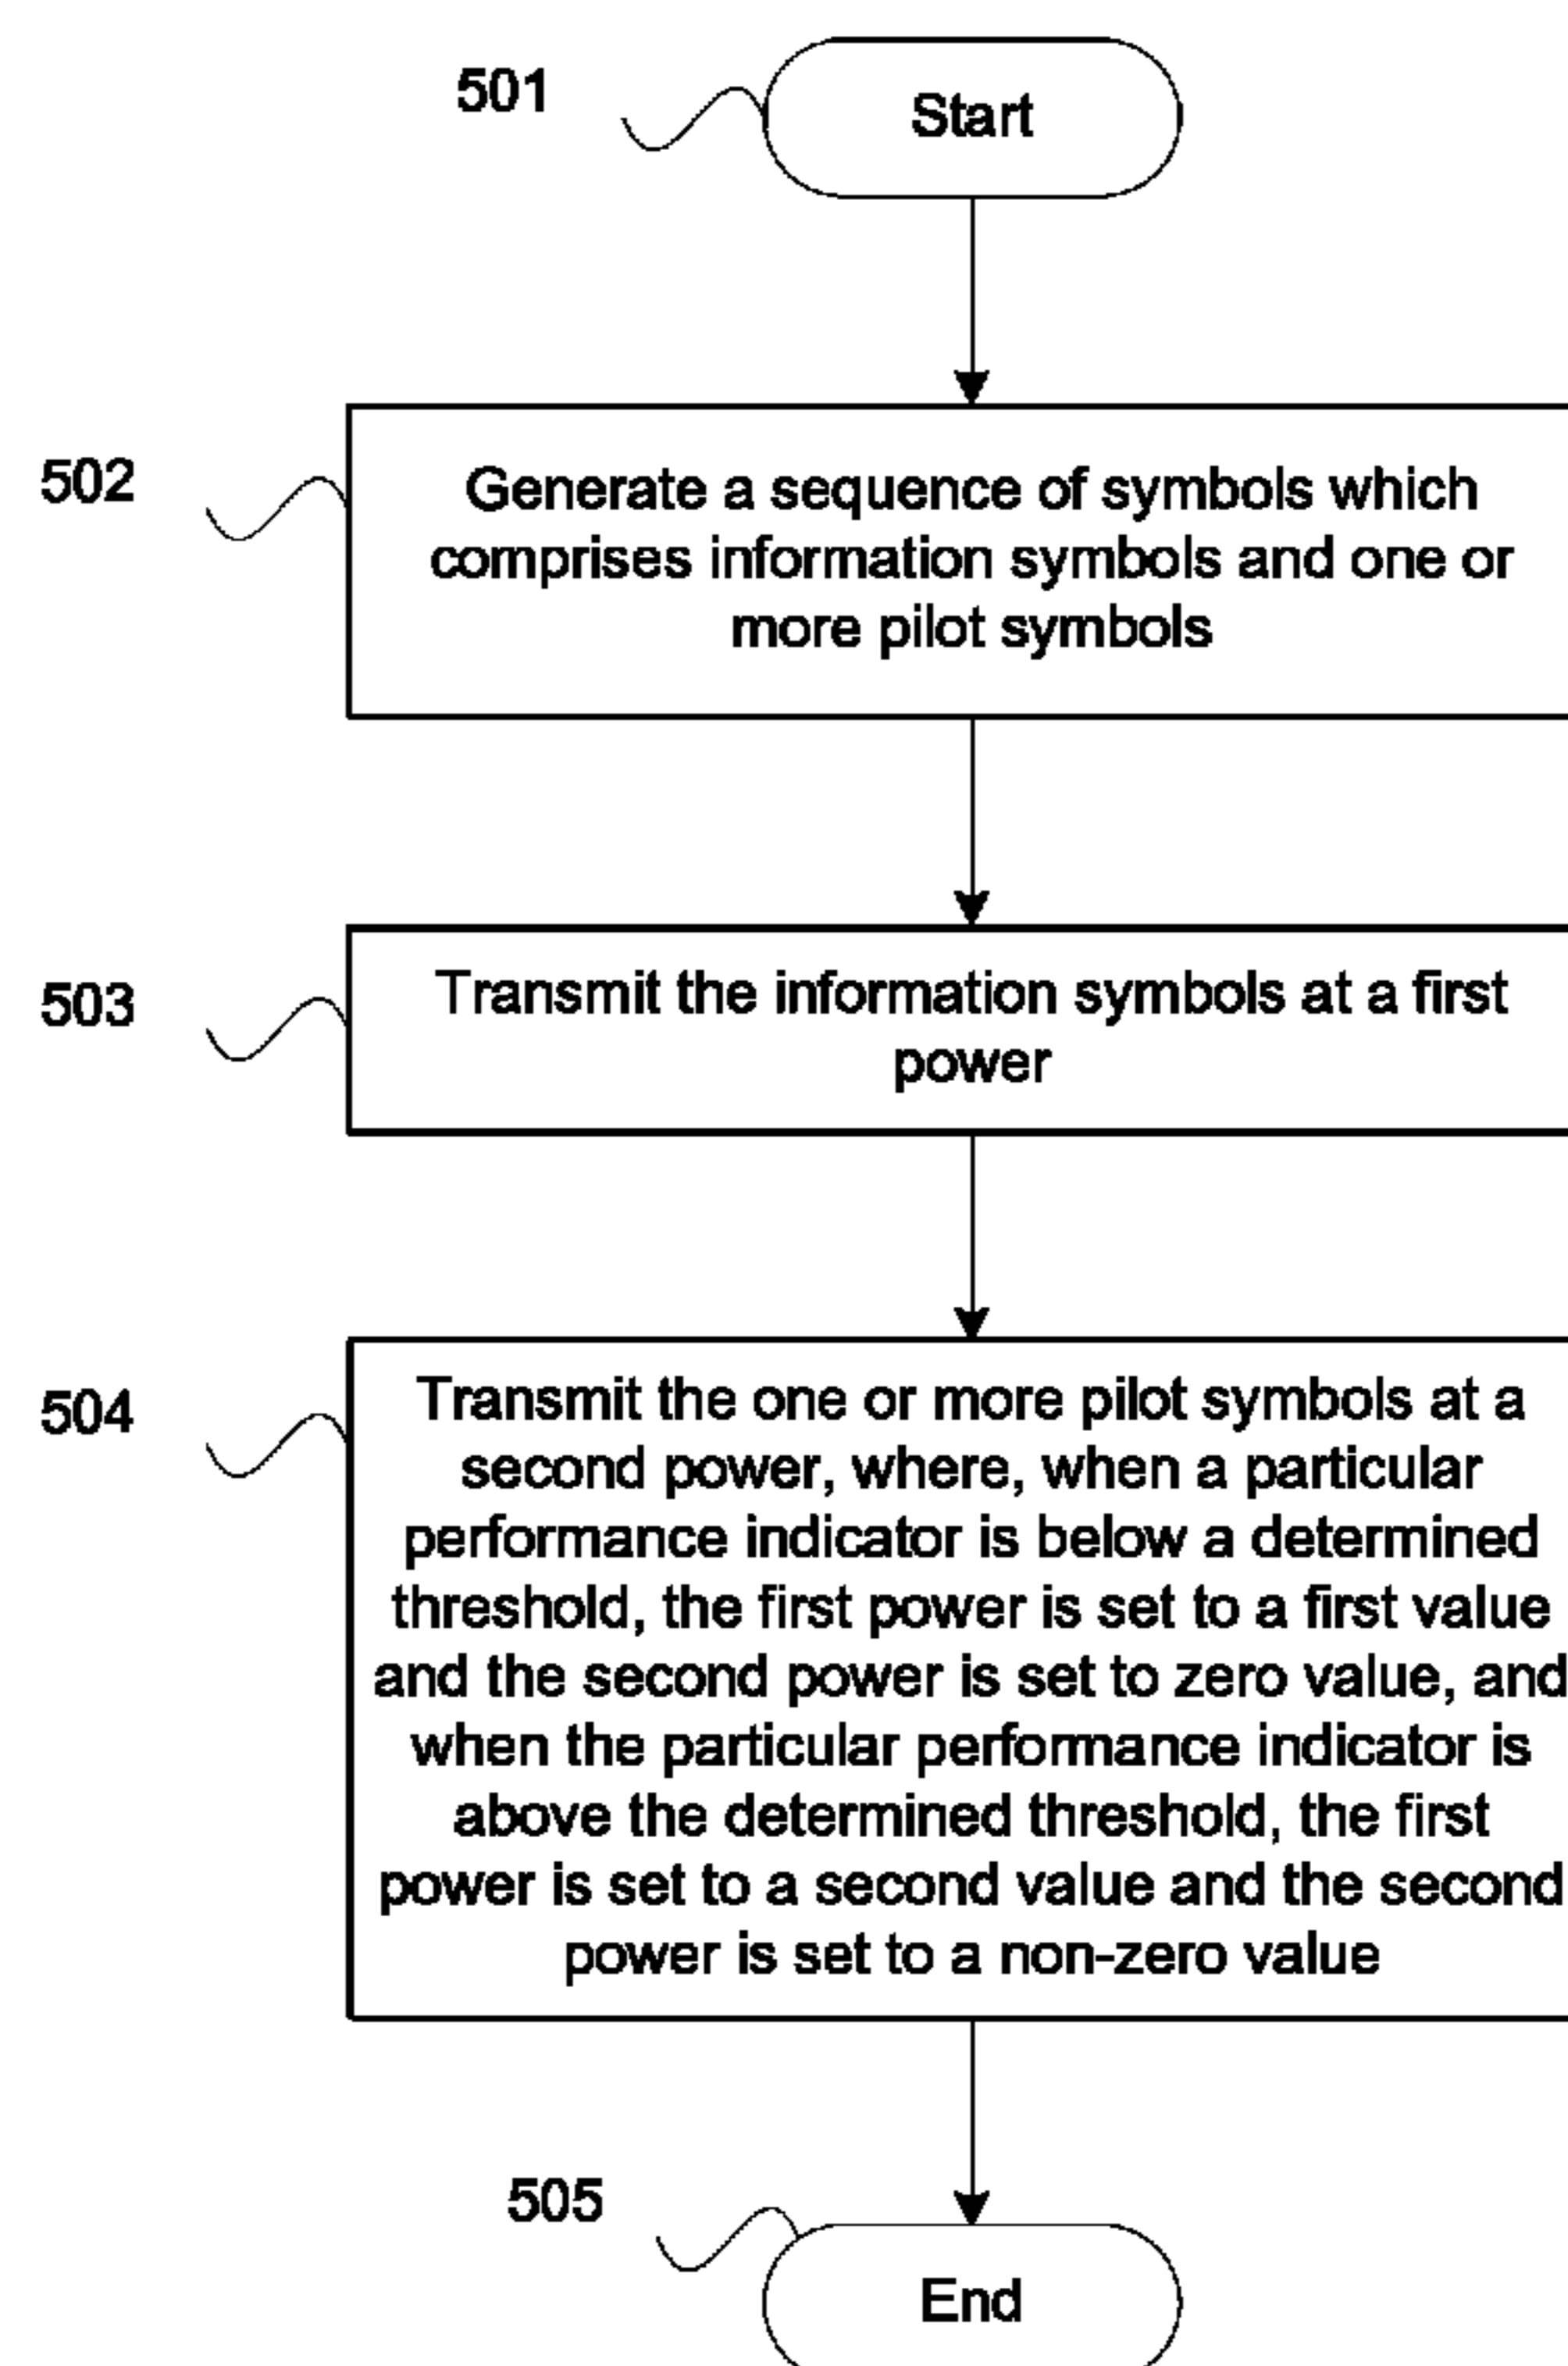 501
Start
502
Generate a sequence of symbols which
comprises information symbols and one or
more pilot symbols
503
Transmit the information symbols at a first
power
504
Transmit the one or more pilot symbols at a
second power, where, when a particular
performance indicator is below a determined
threshold, the first power is set to a first value
and the second power is set to zero value, and
when the particular performance indicator is
above the determined threshold, the first
power is set to a second value and the second
power is set to a non-zero value
505
End